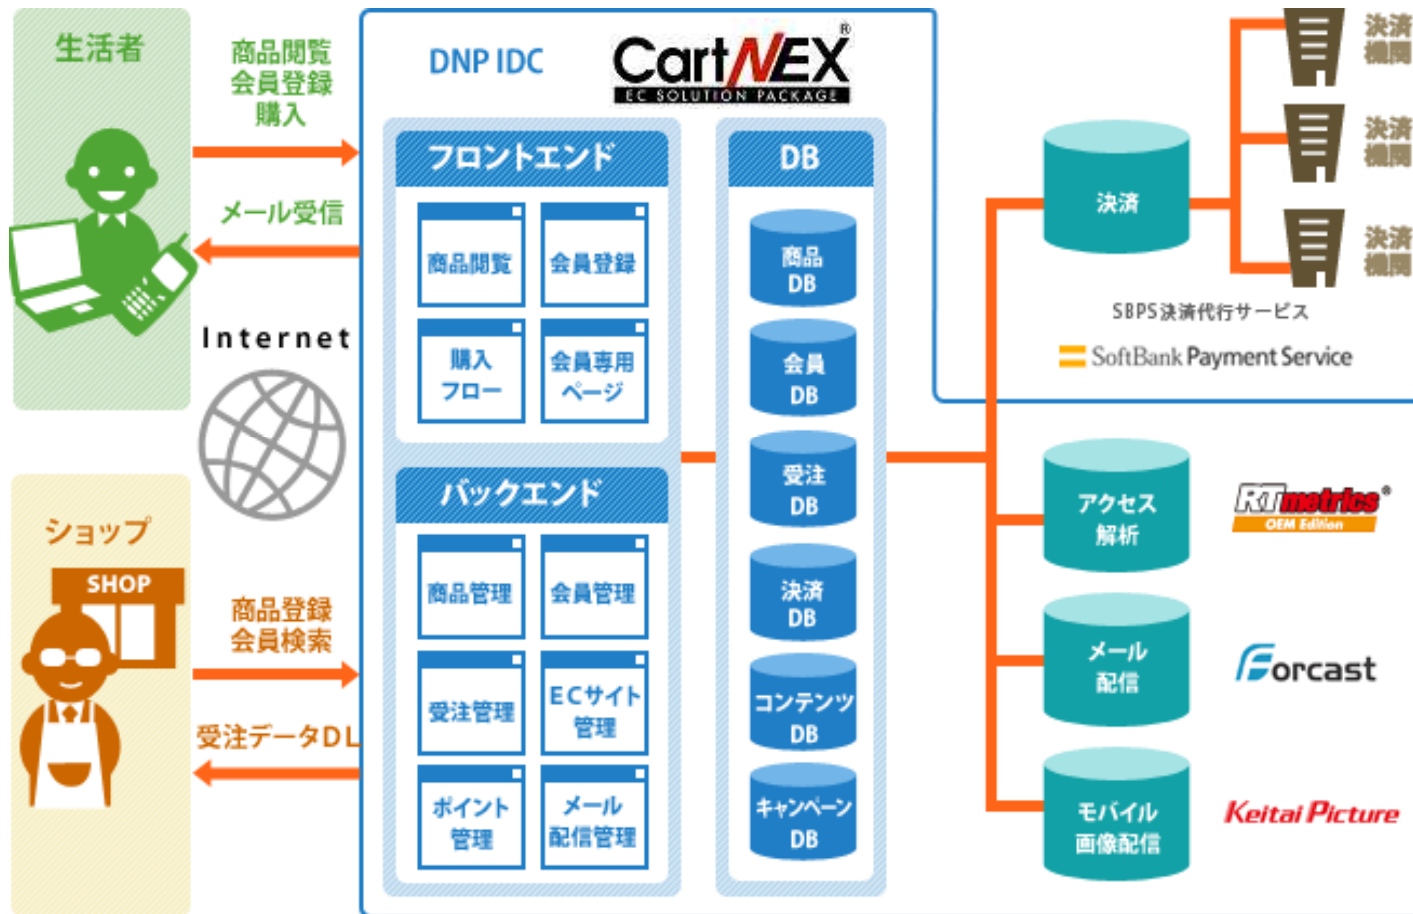 生活者
商品閲覧
会員登録
購入
メール受信
Internet
ショップ
SHOP
商品登録
会員検索
受注データDL
DNP IDC
CartNEX®
EC SOLUTION PACKAGE
フロントエンド
商品閲覧
会員登録
購入
フロー
会員専用
ページ
バックエンド
商品管理
会員管理
受注管理
ECサイト
管理
ポイント
管理
メール
配信管理
DB
商品
DB
会員
DB
受注
DB
決済
DB
コンテンツ
DB
キャンペーン
DB
決済
決済
機関
決済
機関
決済
機関
SBPS決済代行サービス
SoftBank Payment Service
アクセス
解析
RTmetrics®
OEM Edition
メール
配信
Forcast
モバイル
画像配信
Keitai Picture